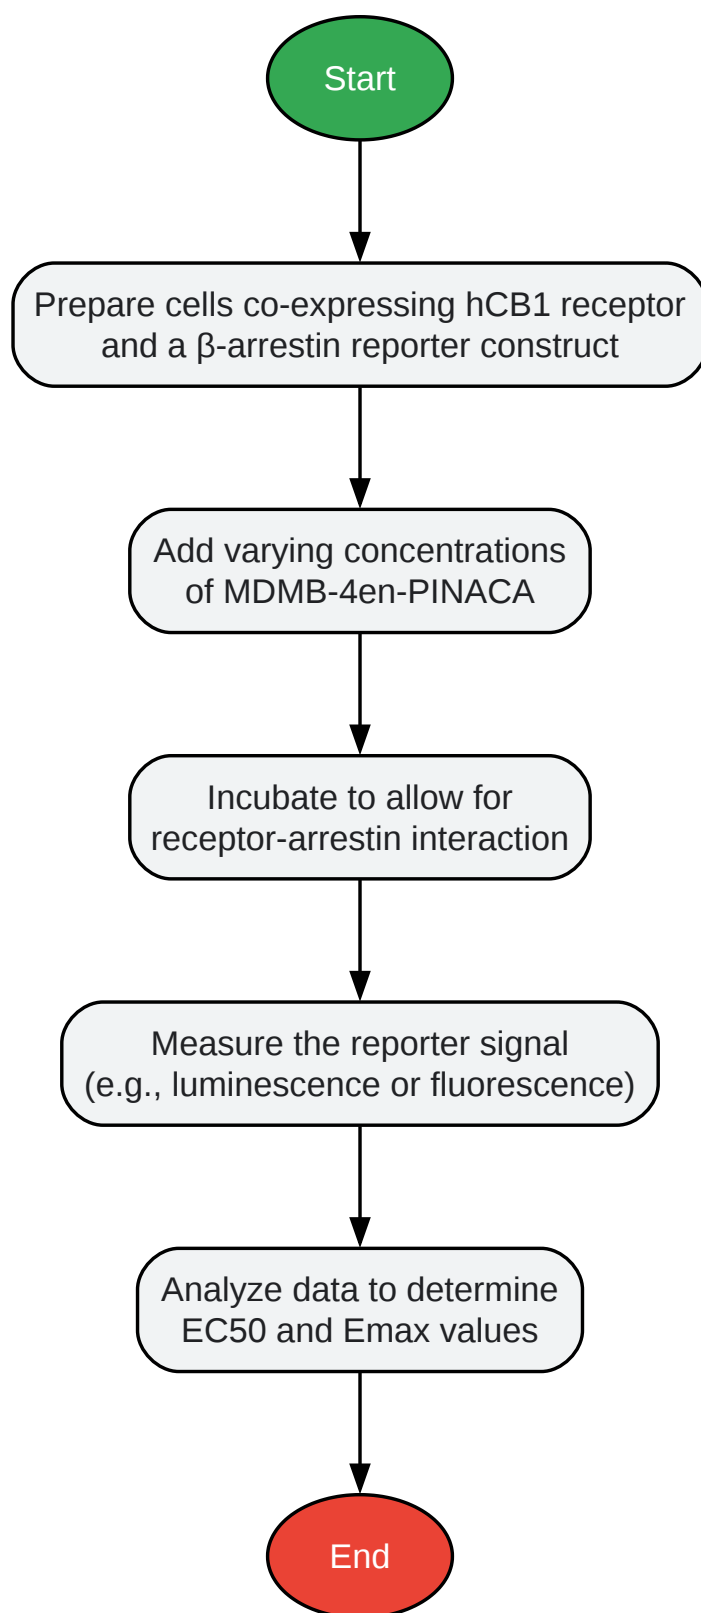 Start
Prepare cells co-expressing hCB1 receptor
and a β-arrestin reporter construct
Add varying concentrations
of MDMB-4en-PINACA
Incubate to allow for
receptor-arrestin interaction
Measure the reporter signal
(e.g., luminescence or fluorescence)
Analyze data to determine
EC50 and Emax values
End